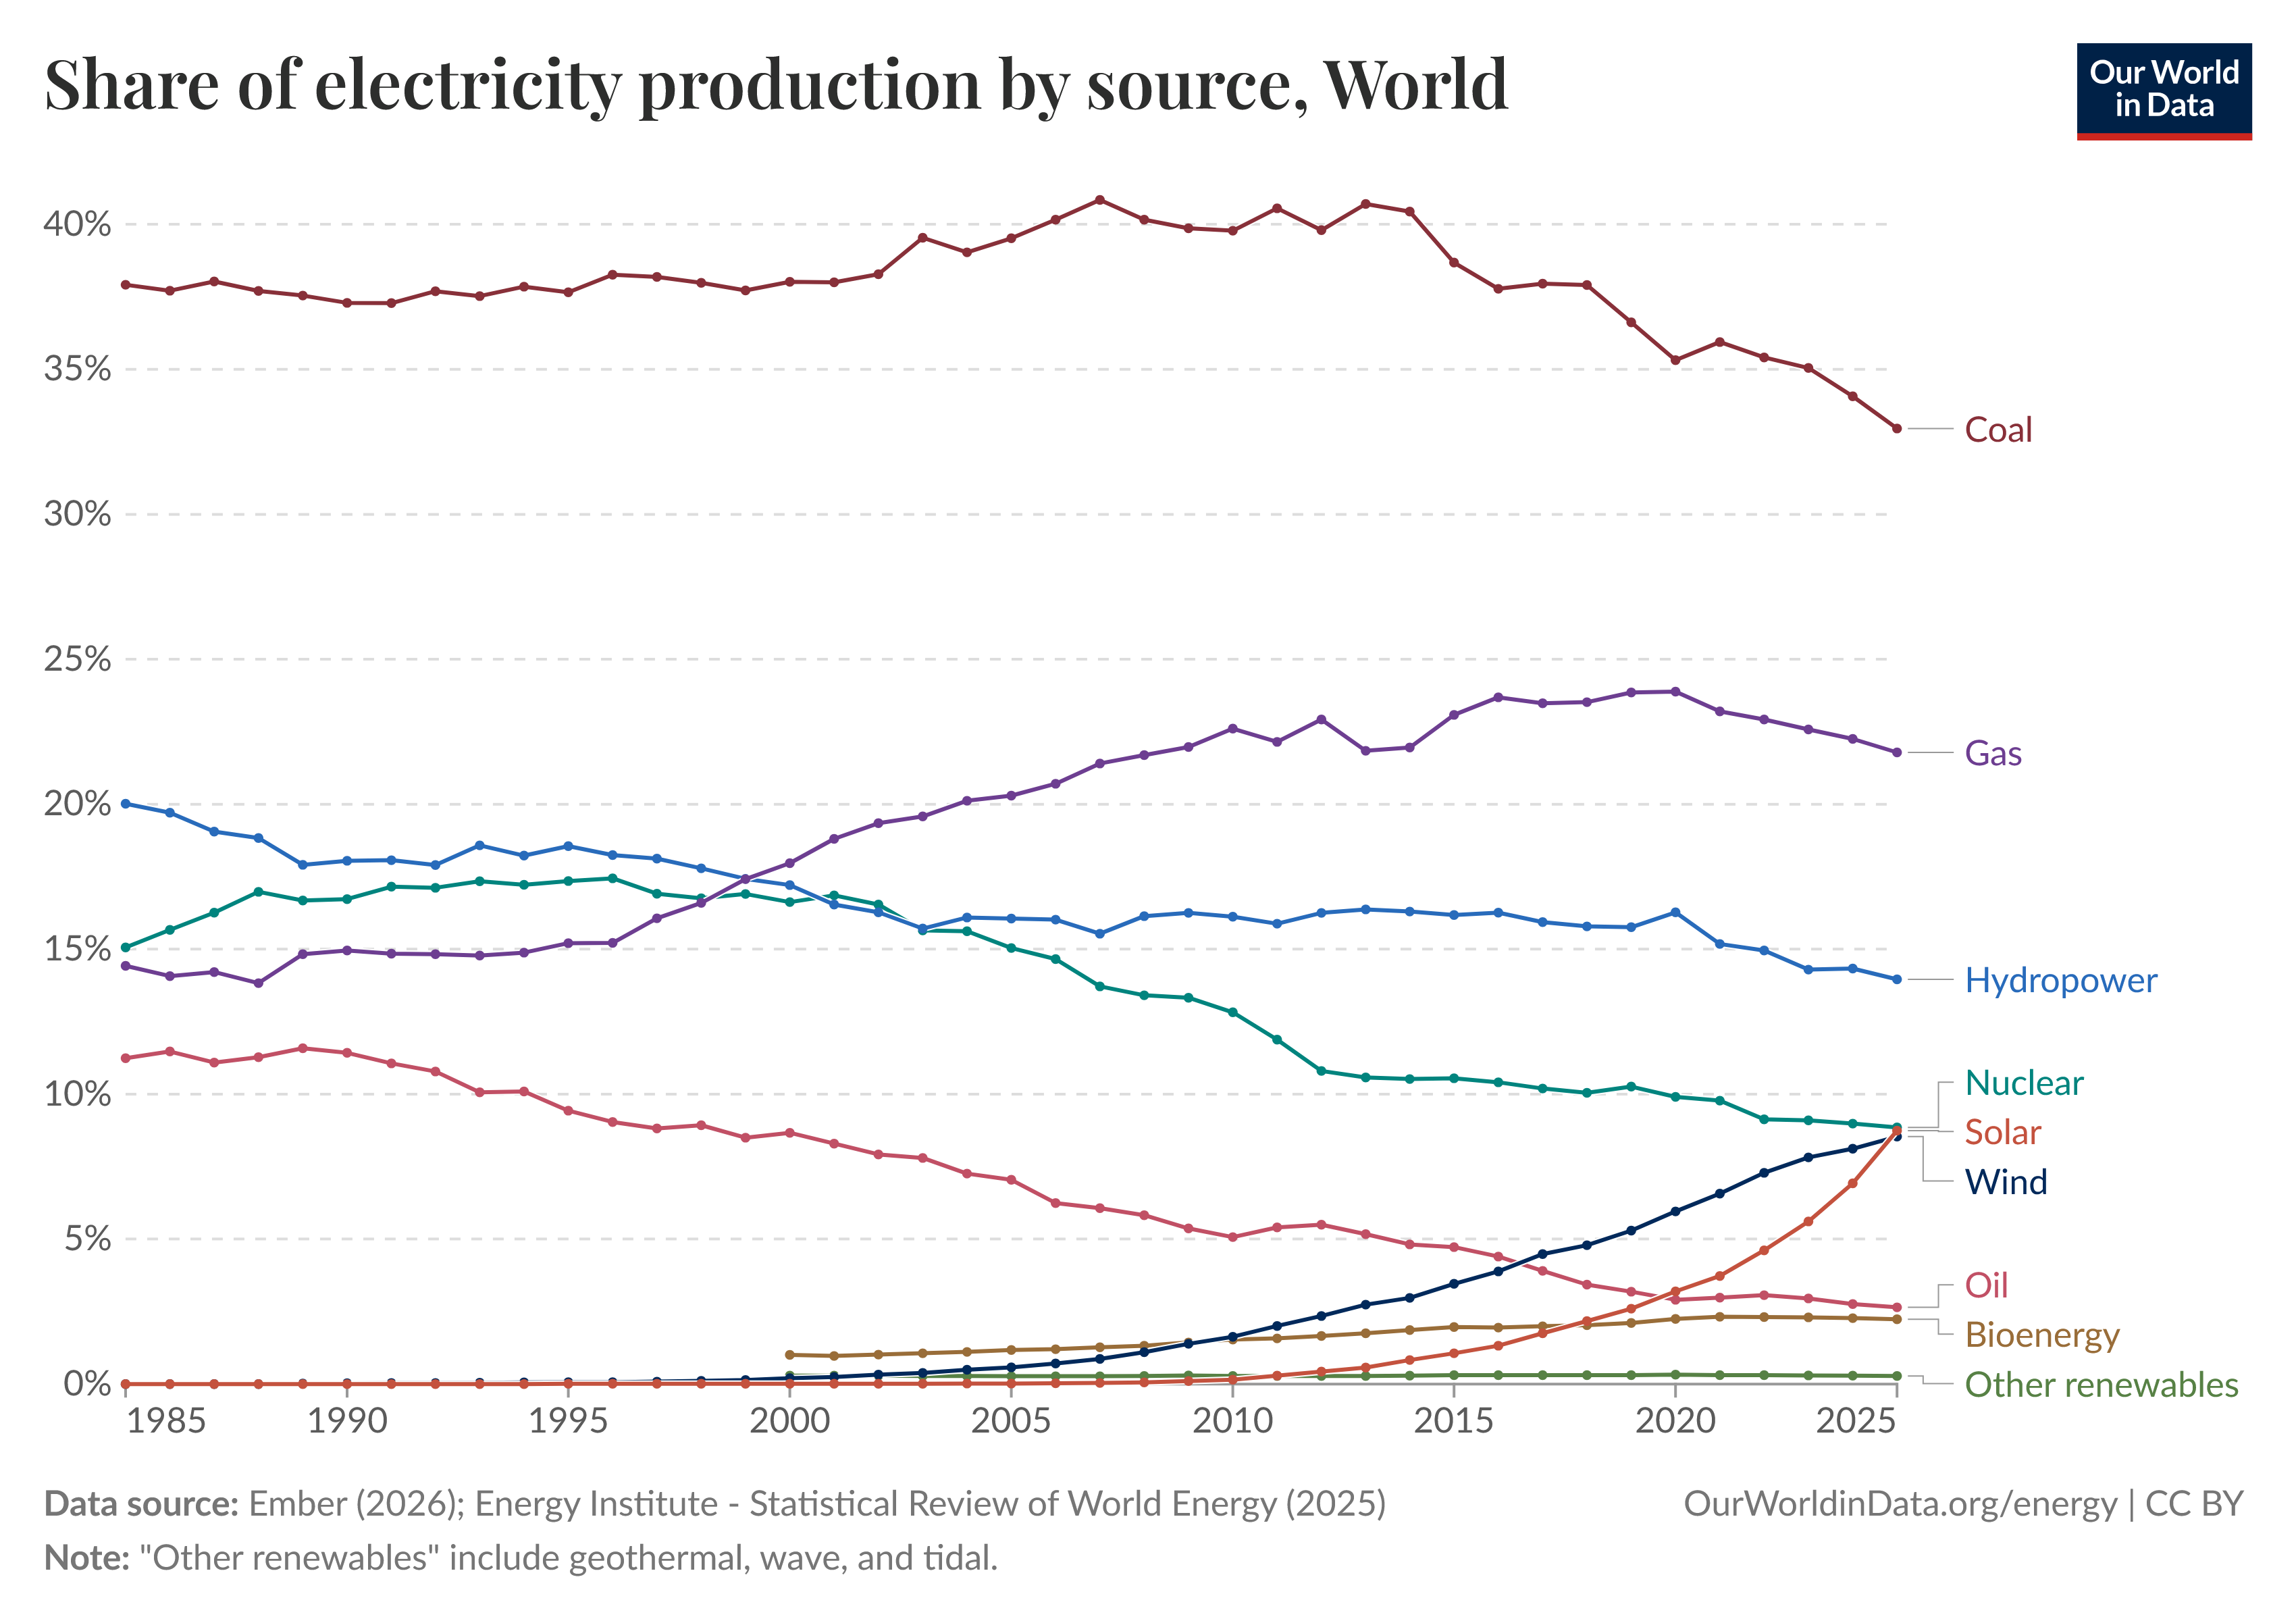 Share of electricity production by source, World
Our World
in Data
40%
35%
30%
25%
20%
15%
10%
5%
0%
Coal
Gas
Hydropower
Nuclear
Solar
Wind
Oil
Bioenergy
Other renewables
1985 1990 1995 2000 2005 2010 2015 2020 2025
Data source: Ember (2026); Energy Institute - Statistical Review of World Energy (2025)
OurWorldinData.org/energy | CC BY
Note: "Other renewables" include geothermal, wave, and tidal.